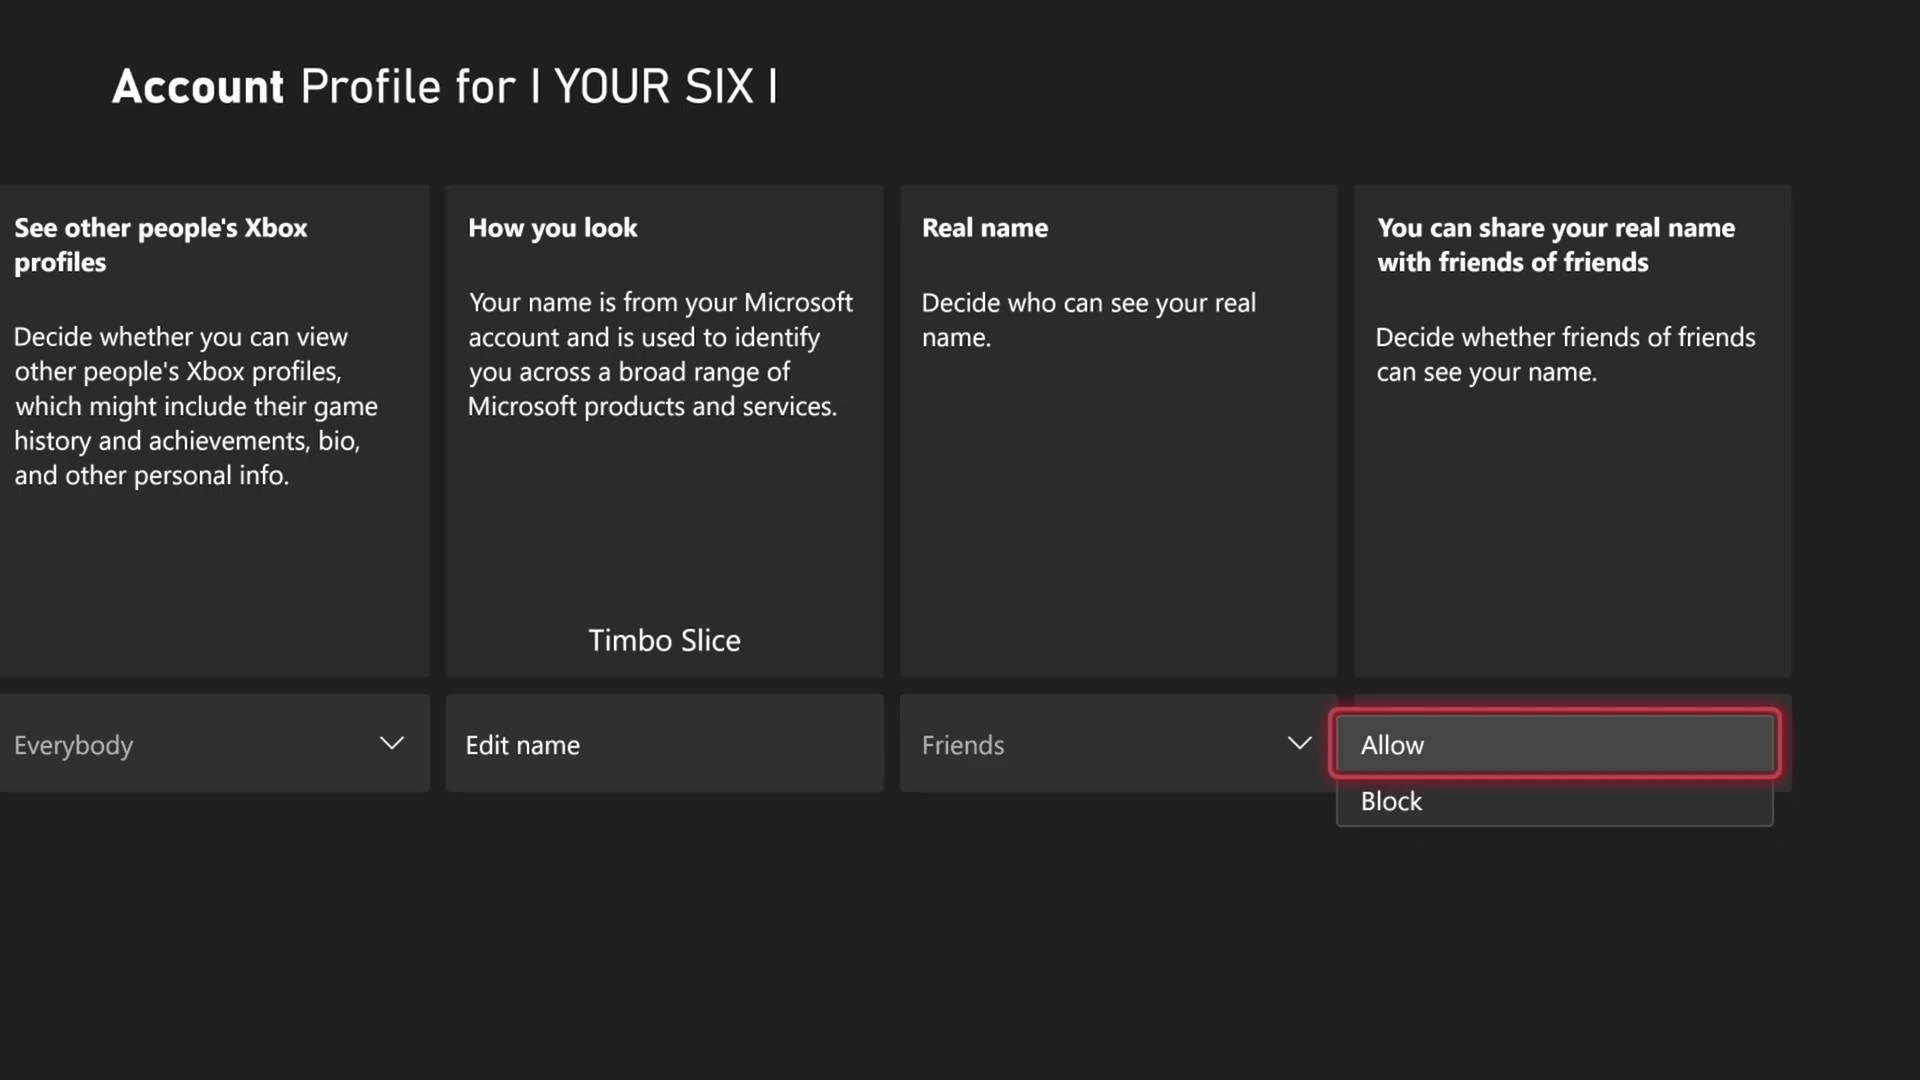 Account Profile for I YOUR SIX I
See other people's Xbox
profiles
Decide whether you can view
other people's Xbox profiles,
which might include their game
history and achievements, bio,
and other personal info.
Everybody
How you look
Your name is from your Microsoft
account and is used to identify
you across a broad range of
Microsoft products and services.
Timbo Slice
Edit name
Real name
Decide who can see your real
name.
Friends
You can share your real name
with friends of friends
Decide whether friends of friends
can see your name.
Allow
Block